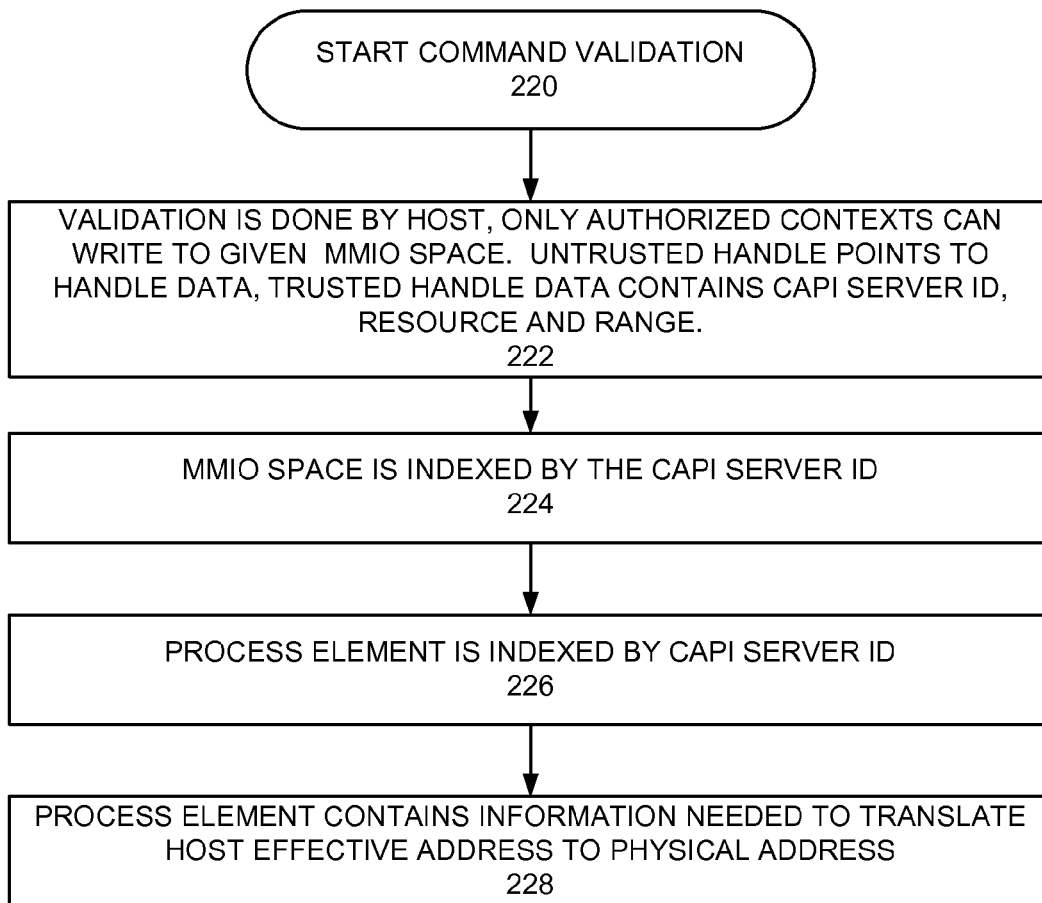 START COMMAND VALIDATION
220
VALIDATION IS DONE BY HOST, ONLY AUTHORIZED CONTEXTS CAN
WRITE TO GIVEN MMIO SPACE. UNTRUSTED HANDLE POINTS TO
HANDLE DATA, TRUSTED HANDLE DATA CONTAINS CAPI SERVER ID,
RESOURCE AND RANGE.
222
MMIO SPACE IS INDEXED BY THE CAPI SERVER ID
224
PROCESS ELEMENT IS INDEXED BY CAPI SERVER ID
226
PROCESS ELEMENT CONTAINS INFORMATION NEEDED TO TRANSLATE
HOST EFFECTIVE ADDRESS TO PHYSICAL ADDRESS
228